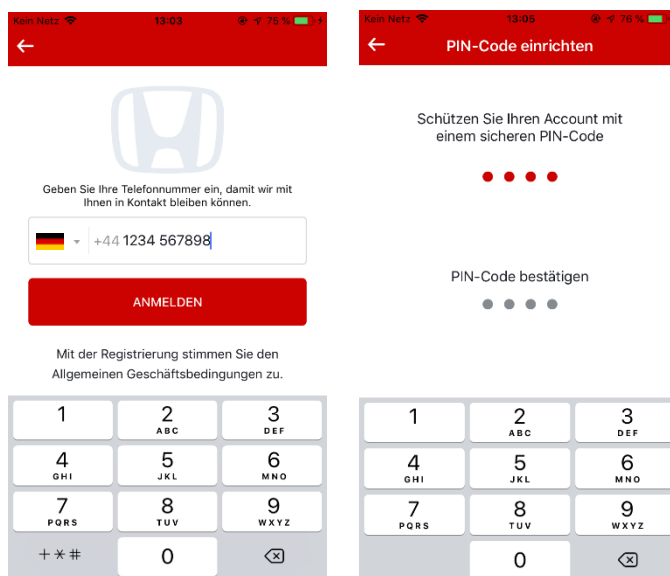 Kein Netz 13:03 75 %
Geben Sie Ihre Telefonnummer ein, damit wir mit
Ihnen in Kontakt bleiben können.
+44 1234 567898
ANMELDEN
Mit der Registrierung stimmen Sie den
Allgemeinen Geschäftsbedingungen zu.
1 2 3
ABC DEF
4 5 6
GHI JKL MNO
7 8 9
PQRS TUV WXYZ
+*# 0
Kein Netz 13:05 76 %
PIN-Code einrichten
Schützen Sie Ihren Account mit
einem sicheren PIN-Code
PIN-Code bestätigen
1 2 3
ABC DEF
4 5 6
GHI JKL MNO
7 8 9
PQRS TUV WXYZ
0